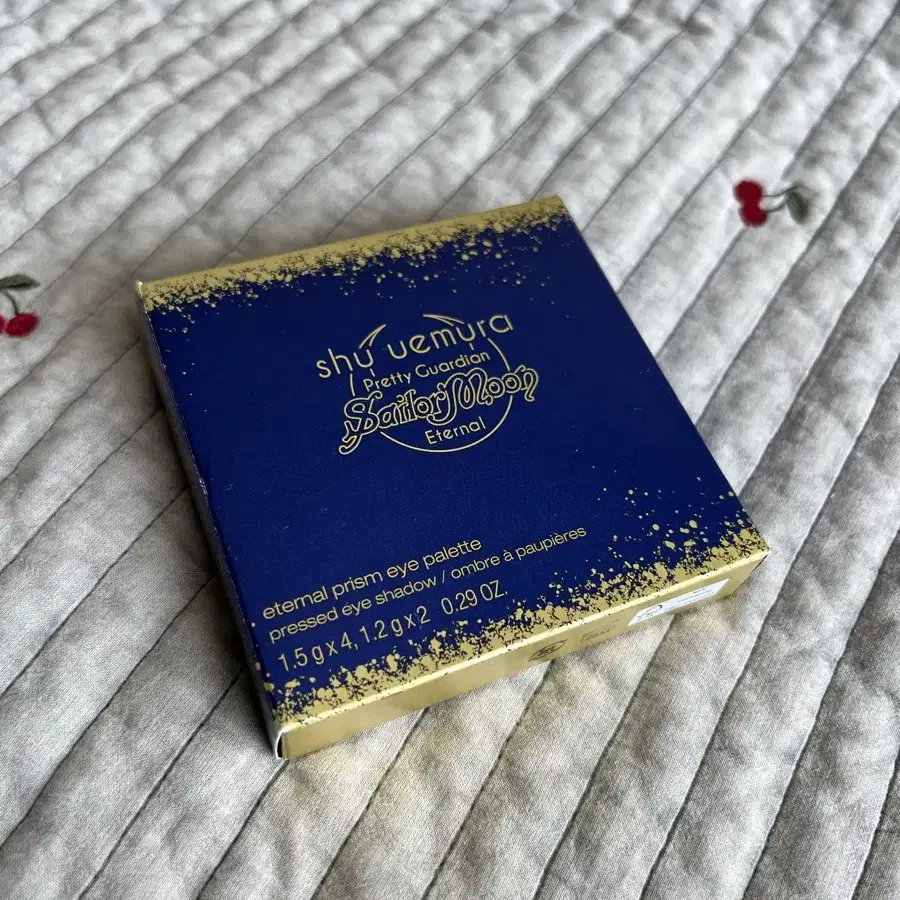 shu uemura
Pretty Guardian
Sailor Moon
Eternal
eternal prism eye palette
pressed eye shadow / ombre à paupières
1.5 g x 4, 1.2 g x 2 0.29 OZ.